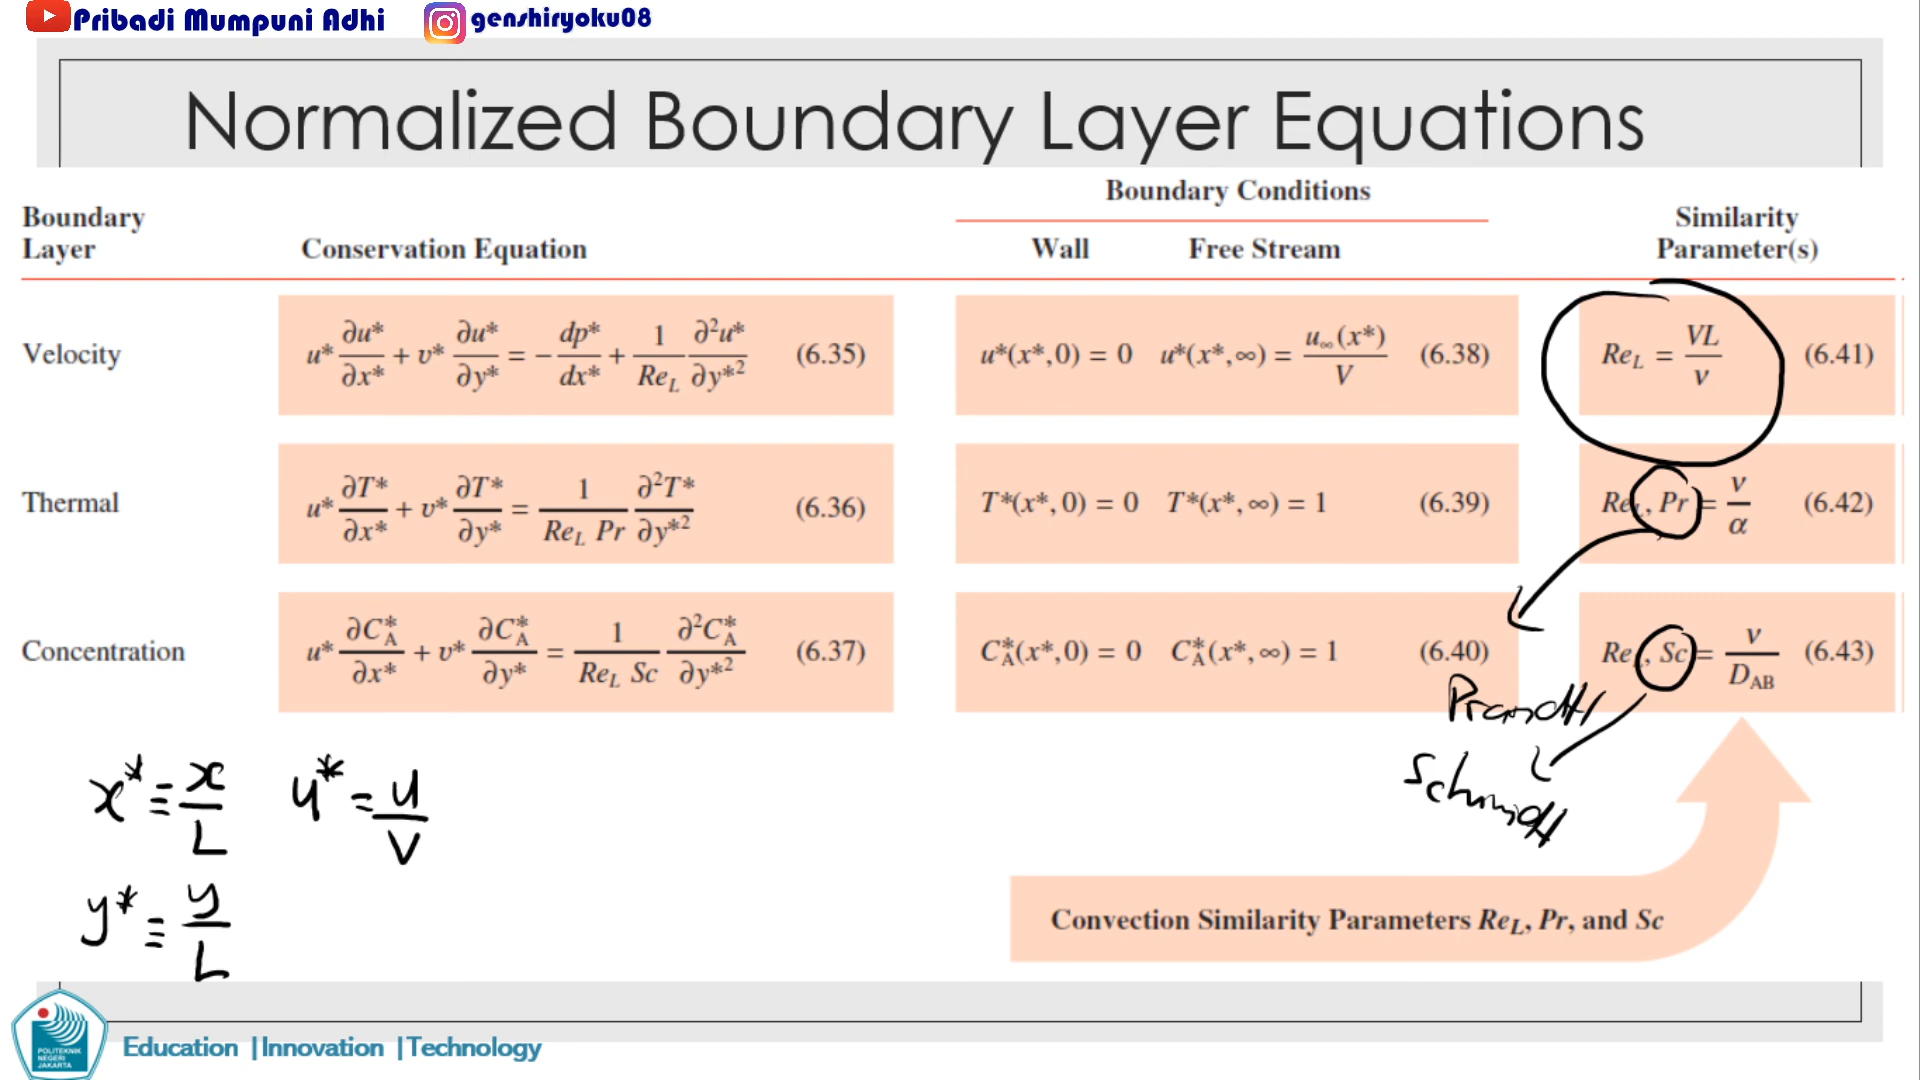 Pribadi Mumpuni Adhi genshiryoku08
Normalized Boundary Layer Equations
Boundary Conditions
Boundary Layer Conservation Equation Wall Free Stream Similarity Parameter(s)
Velocity u* ∂u*/∂x* + v* ∂u*/∂y* = − dp*/dx* + 1/Re_L ∂²u*/∂y*² (6.35) u*(x*,0) = 0 u*(x*,∞) = u∞(x*)/V (6.38) Re_L = VL/ν (6.41)
Thermal u* ∂T*/∂x* + v* ∂T*/∂y* = 1/(Re_L Pr) ∂²T*/∂y*² (6.36) T*(x*,0) = 0 T*(x*,∞) = 1 (6.39) Re_L, Pr = ν/α (6.42)
Concentration u* ∂C*_A/∂x* + v* ∂C*_A/∂y* = 1/(Re_L Sc) ∂²C*_A/∂y*² (6.37) C*_A(x*,0) = 0 C*_A(x*,∞) = 1 (6.40) Re_L, Sc = ν/D_AB (6.43)
Prandtl
Schmidt
x* ≡ x/L u* = u/V
y* ≡ y/L
Convection Similarity Parameters Re_L, Pr, and Sc
POLITEKNIK
NEGERI
JAKARTA
Education |Innovation |Technology